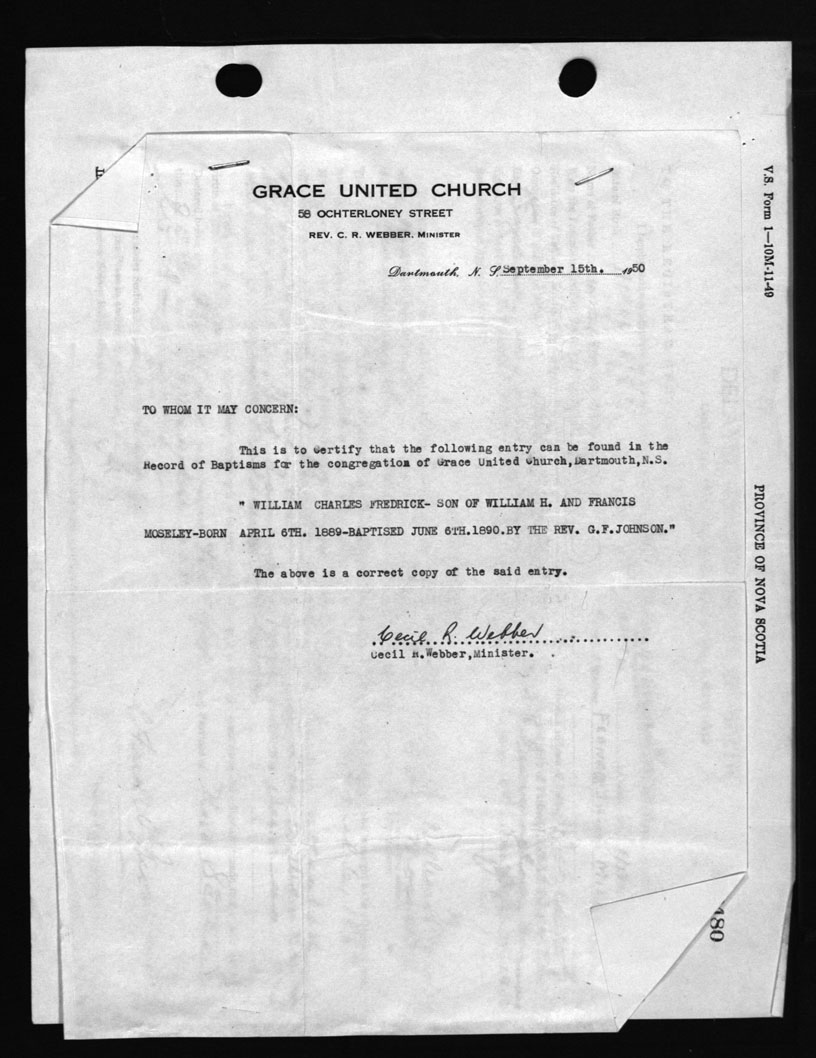 GRACE UNITED CHURCH
58 OCHTERLONEY STREET
REV. C. R. WEBBER. MINISTER
Dartmouth, N. S. September 15th. 1950
TO WHOM IT MAY CONCERN:
This is to Certify that the following entry can be found in the
Record of Baptisms for the congregation of Grace United Church,Dartmouth,N.S.
" WILLIAM CHARLES FREDRICK- SON OF WILLIAM H. AND FRANCIS
MOSELEY-BORN APRIL 6TH. 1889-BAPTISED JUNE 6TH.1890.BY THE REV. G.F.JOHNSON."
The above is a correct copy of the said entry.
Cecil R. Webber
Cecil R.Webber,Minister.
V.S. Form 1—10M-11-49
PROVINCE OF NOVA SCOTIA
480